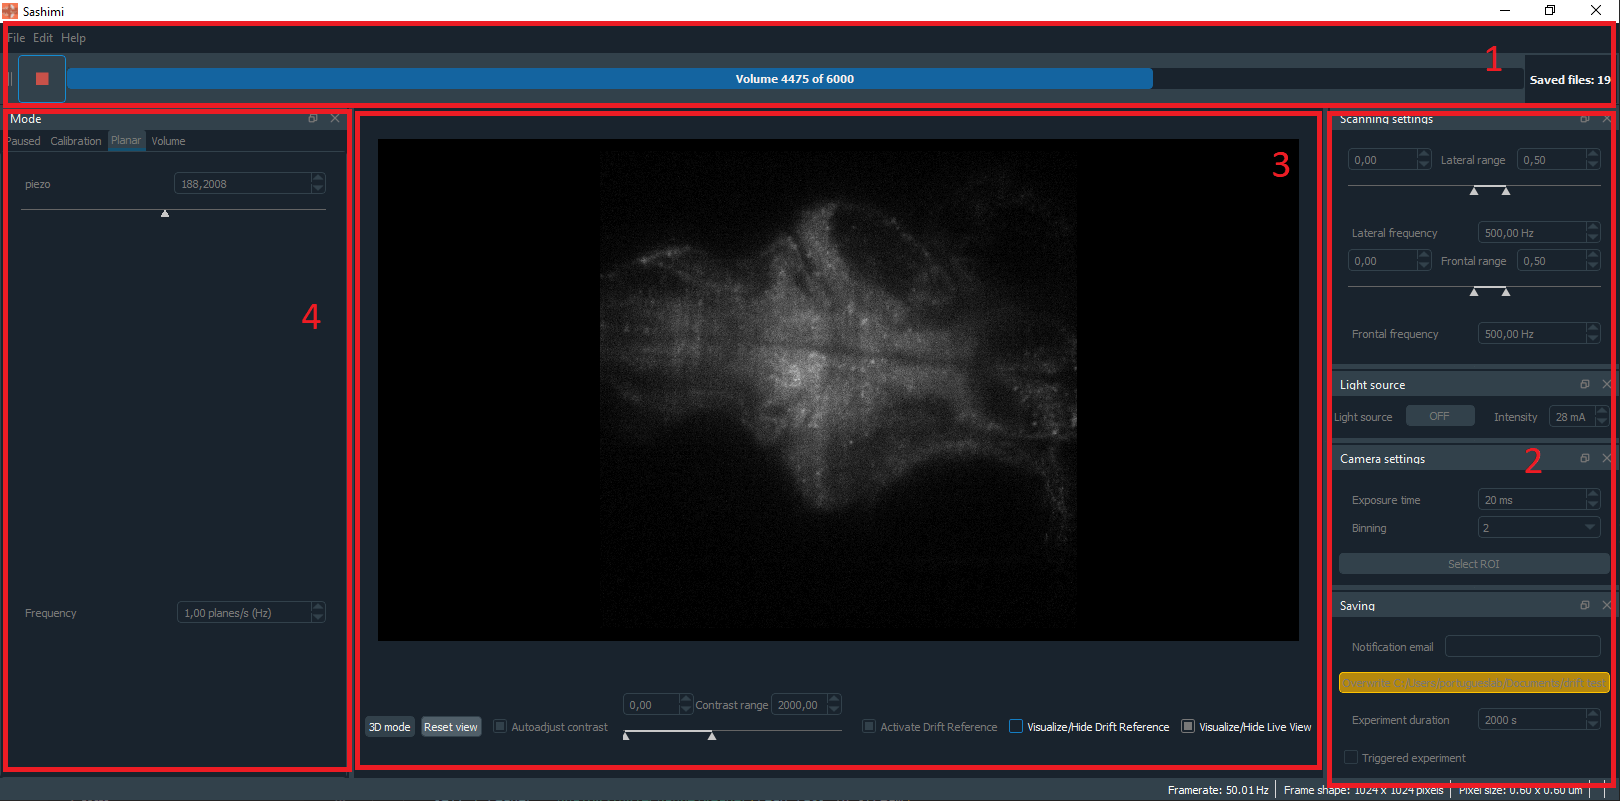 Sashimi
File Edit Help
1
Volume 4475 of 6000
Saved files: 19
Mode
Paused Calibration Planar Volume
piezo 188,2008
4
Frequency 1,00 planes/s (Hz)
3
3D mode Reset view Autoadjust contrast 0,00 Contrast range 2000,00 Activate Drift Reference Visualize/Hide Drift Reference Visualize/Hide Live View
Scanning settings
0,00 Lateral range 0,50
Lateral frequency 500,00 Hz
0,00 Frontal range 0,50
Frontal frequency 500,00 Hz
Light source
Light source OFF Intensity 28 mA
Camera settings
2
Exposure time 20 ms
Binning 2
Select ROI
Saving
Notification email
Overwrite C:/Users/portugueslab/Documents/drift test
Experiment duration 2000 s
Triggered experiment
Framerate: 50.01 Hz Frame shape: 1024 x 1024 pixels Pixel size: 0.60 x 0.60 um